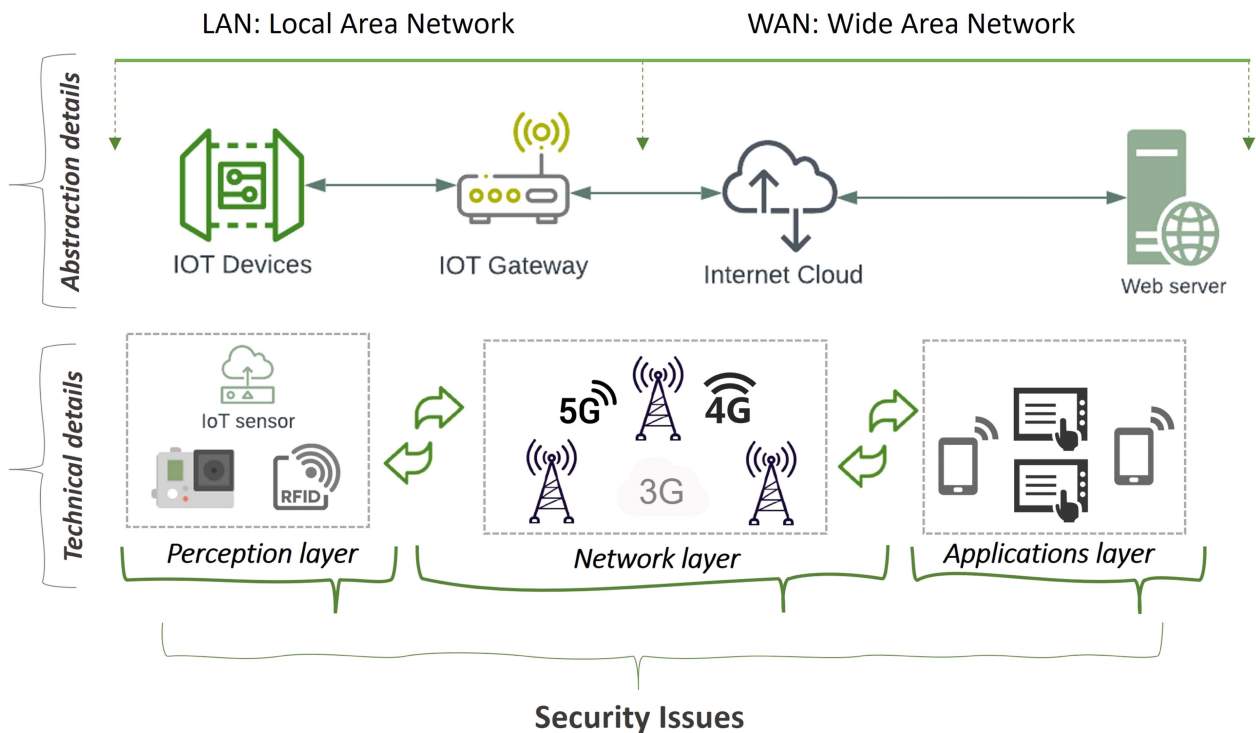 LAN: Local Area Network
WAN: Wide Area Network
Abstraction details
IOT Devices
IOT Gateway
Internet Cloud
Web server
Technical details
IoT sensor
RFID
5G
4G
3G
Perception layer
Network layer
Applications layer
Security Issues